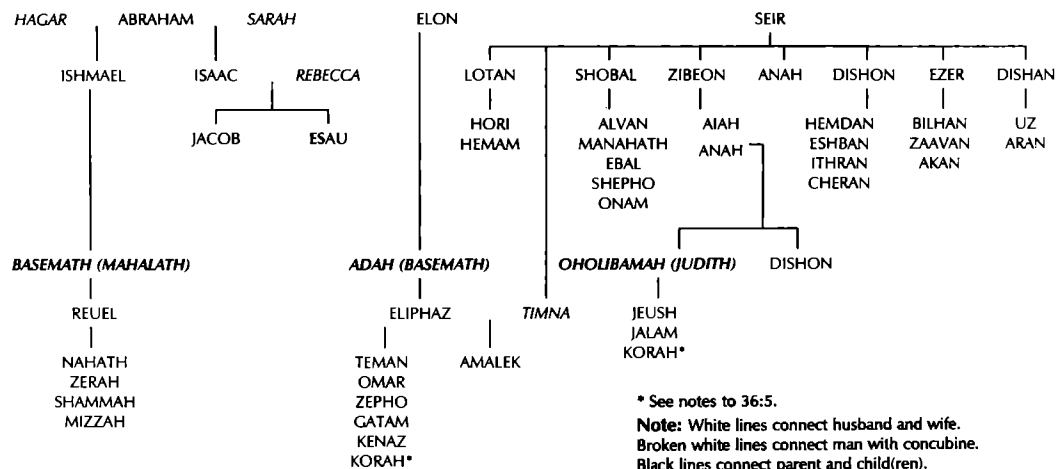 HAGAR ABRAHAM SARAH ELON SEIR
ISHMAEL ISAAC REBECCA LOTAN SHOBAL ZIBEON ANAH DISHON EZER DISHAN
JACOB ESAU
HORI
HEMAM
ALVAN
MANAHATH
EBAL
SHEPHO
ONAM
AIAH
ANAH
HEMDAN
ESHBAN
ITHRAN
CHERAN
BILHAN
ZAAVAN
AKAN
UZ
ARAN
BASEMATH (MAHALATH) ADAH (BASEMATH) OHOLIBAMAH (JUDITH) DISHON
REUEL ELIPHAZ TIMNA
JEUSH
JALAM
KORAH*
NAHATH
ZERAH
SHAMMAH
MIZZAH
TEMAN
OMAR
ZEPHO
GATAM
KENAZ
KORAH*
AMALEK
* See notes to 36:5.
Note: White lines connect husband and wife.
Broken white lines connect man with concubine.
Black lines connect parent and child(ren).